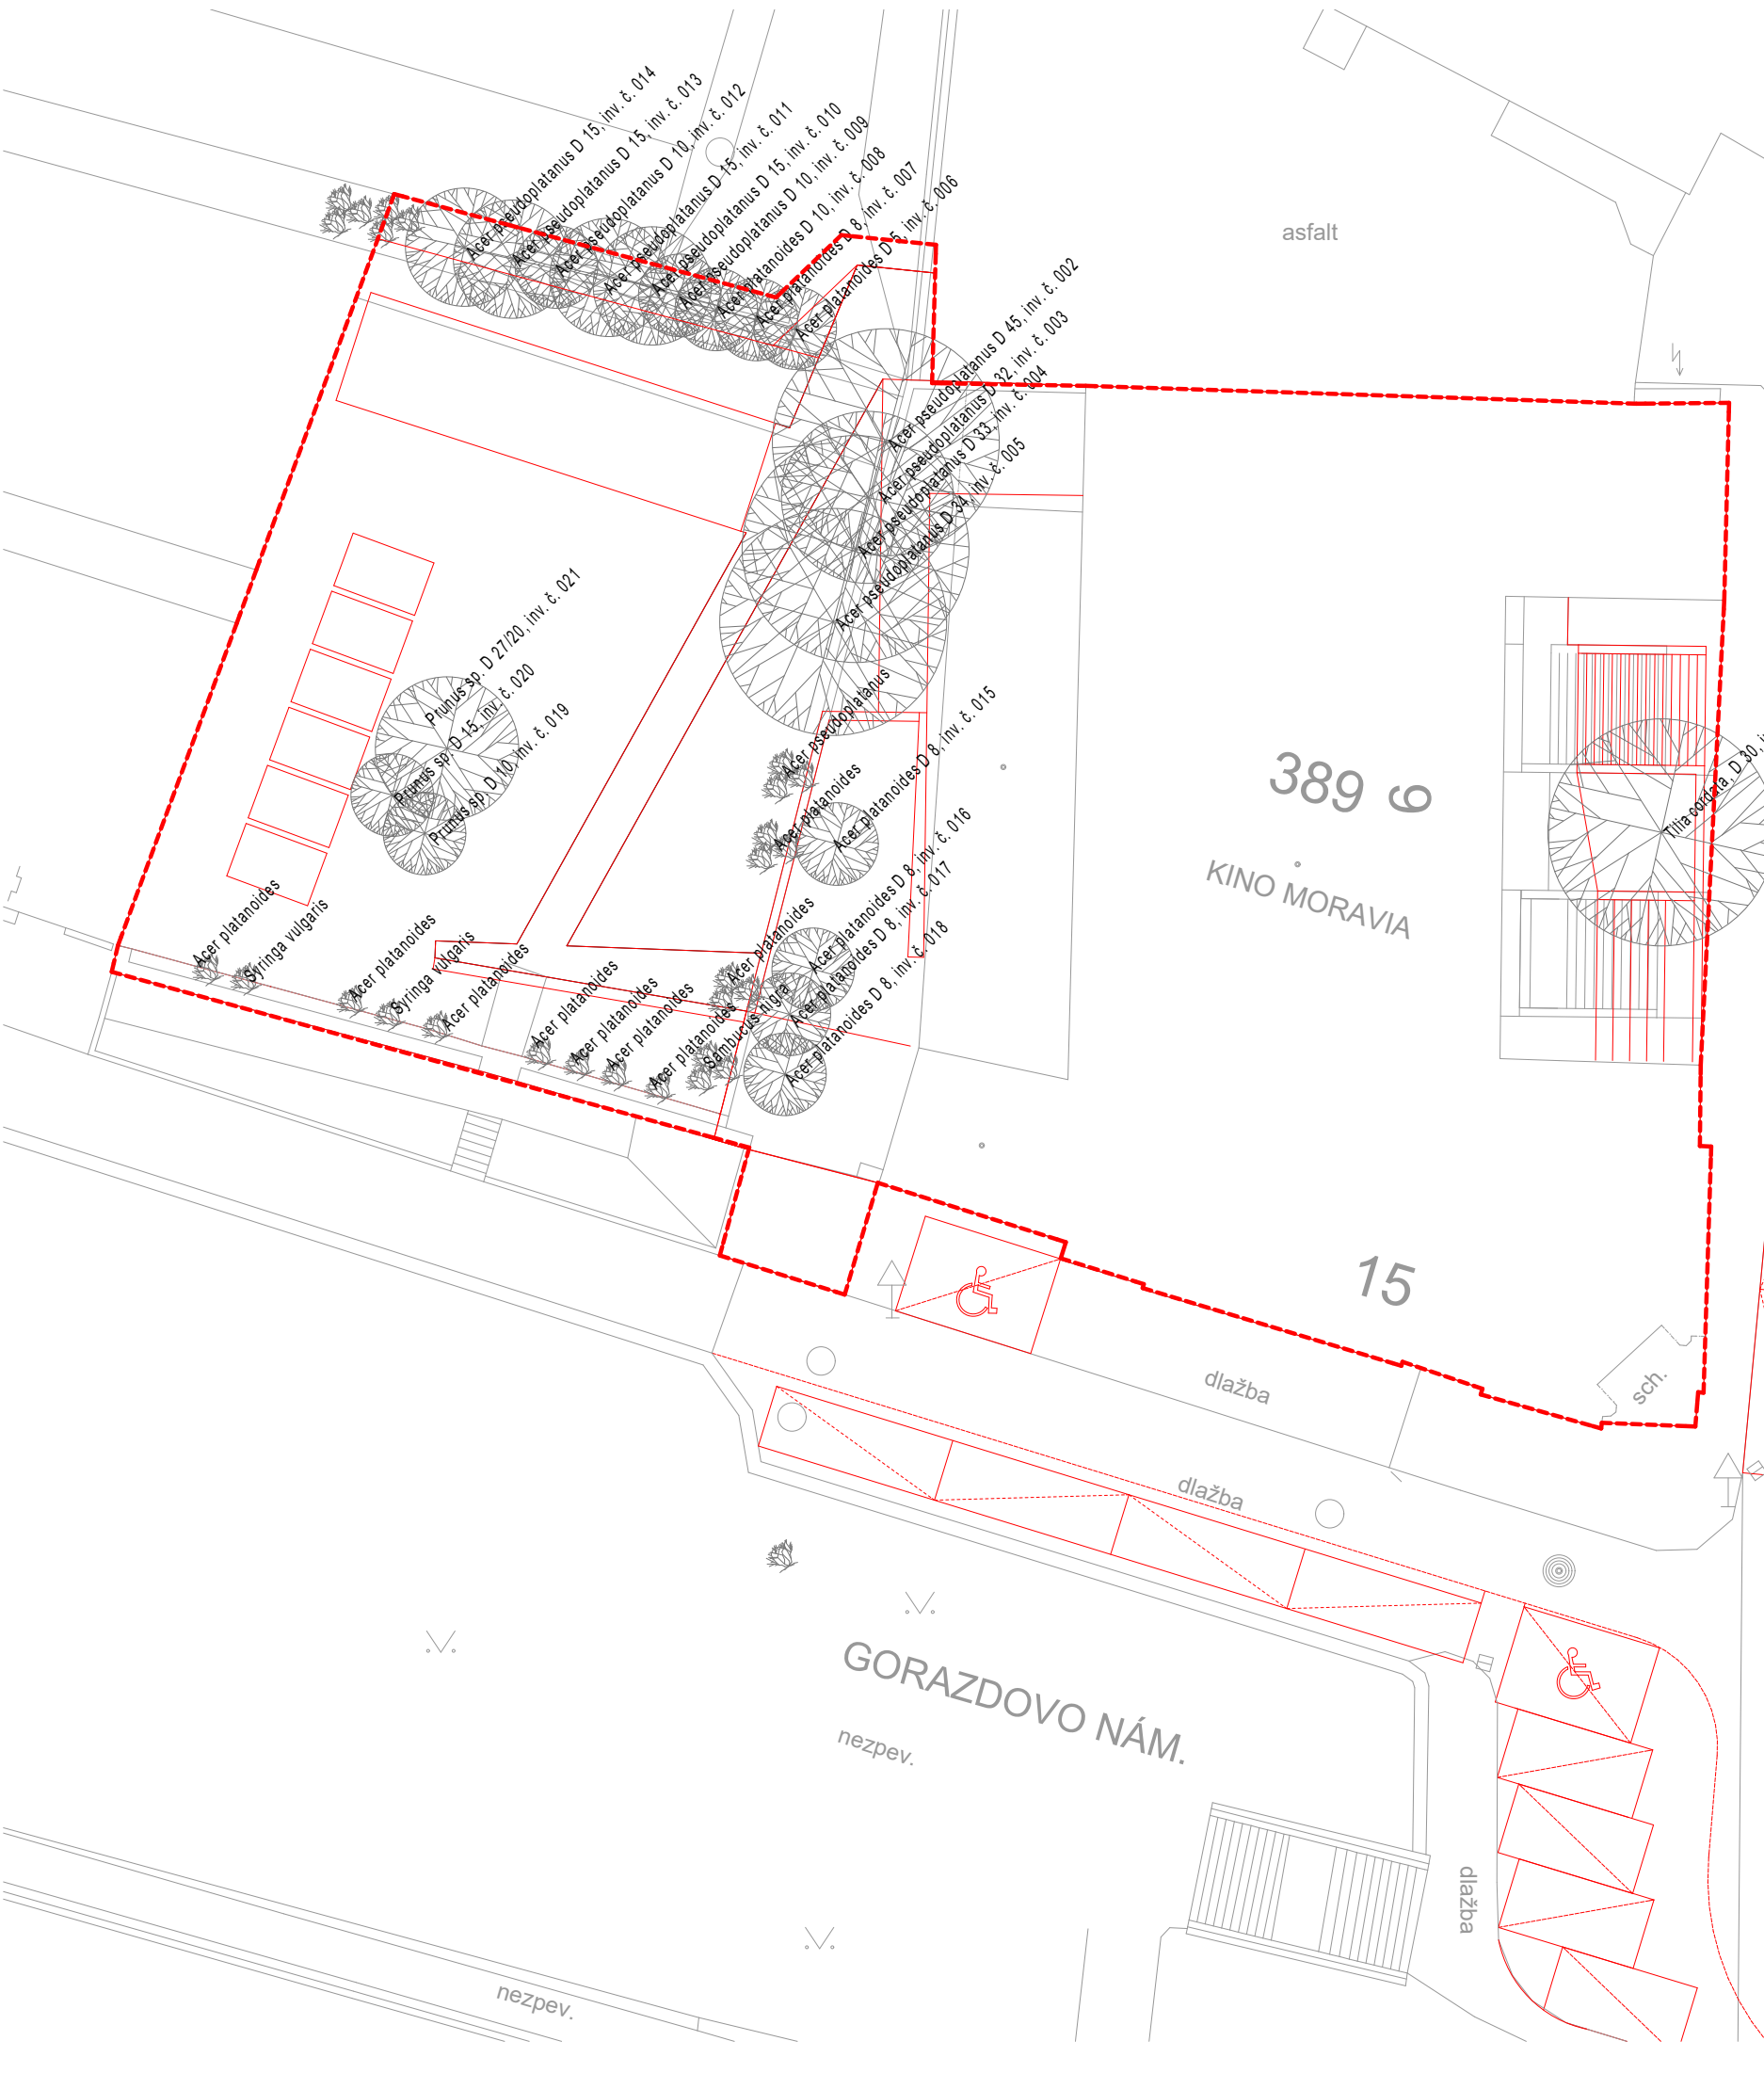 Acer pseudoplatanus D 15, inv. č. 014
Acer pseudoplatanus D 15, inv. č. 013
Acer pseudoplatanus D 10, inv. č. 012
Acer pseudoplatanus D 15, inv. č. 011
Acer pseudoplatanus D 15, inv. č. 010
Acer pseudoplatanus D 10, inv. č. 009
Acer platanoides D 10, inv. č. 008
Acer platanoides D 8, inv. č. 007
Acer platanoides D 5, inv. č. 006
asfalt
Acer pseudoplatanus D 45, inv. č. 002
Acer pseudoplatanus D 32, inv. č. 003
Acer pseudoplatanus D 33, inv. č. 004
Acer pseudoplatanus D 34, inv. č. 005
Prunus sp. D 27/20, inv. č. 021
Prunus sp. D 15, inv. č. 020
Prunus sp. D 10, inv. č. 019
Acer pseudoplatanus
Acer platanoides
Acer platanoides D 8, inv. č. 015
389 6
KINO MORAVIA
Tilia cordata, D 30,
Acer platanoides D 8, inv. č. 016
Acer platanoides D 8, inv. č. 017
Acer platanoides D 8, inv. č. 018
Acer platanoides
Syringa vulgaris
Acer platanoides
Syringa vulgaris
Acer platanoides
Acer platanoides
Acer platanoides
Acer platanoides
Acer platanoides
Sambucus nigra
Acer platanoides
15
sch.
dlažba
dlažba
GORAZDOVO NÁM.
nezpev.
dlažba
nezpev.